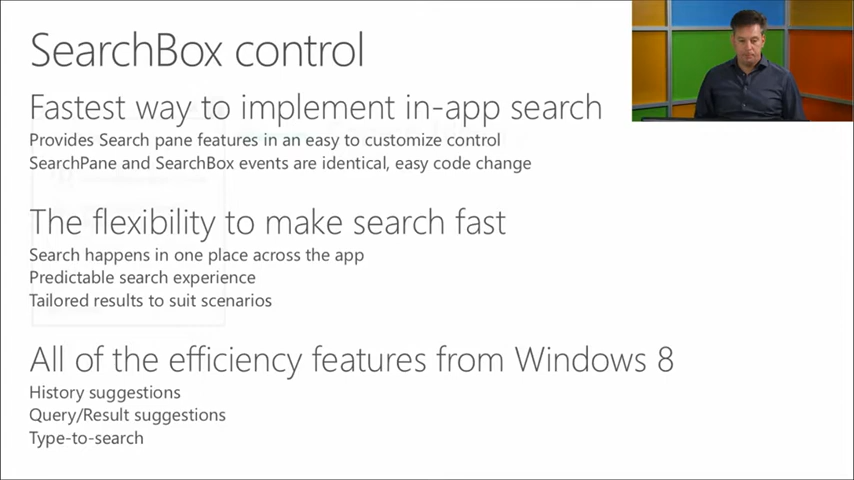 SearchBox control
Fastest way to implement in-app search
Provides Search pane features in an easy to customize control
SearchPane and SearchBox events are identical, easy code change
The flexibility to make search fast
Search happens in one place across the app
Predictable search experience
Tailored results to suit scenarios
All of the efficiency features from Windows 8
History suggestions
Query/Result suggestions
Type-to-search